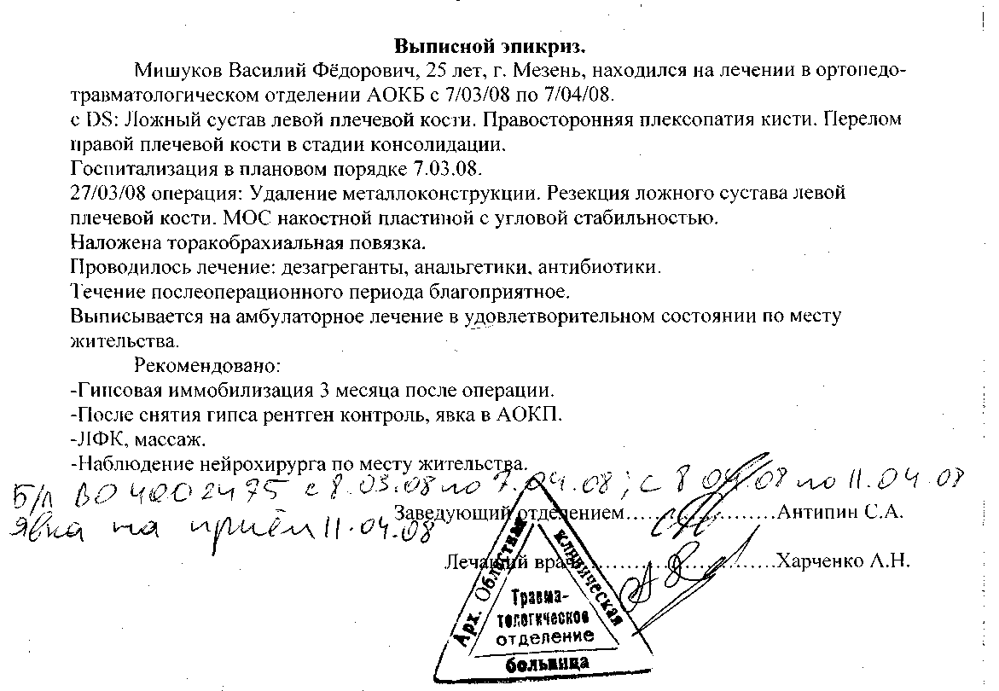 Выписной эпикриз.
Мишуков Василий Фёдорович, 25 лет, г. Мезень, находился на лечении в ортопедо-
травматологическом отделении АОКБ с 7/03/08 по 7/04/08.
с DS: Ложный сустав левой плечевой кости. Правосторонняя плексопатия кисти. Перелом
правой плечевой кости в стадии консолидации.
Госпитализация в плановом порядке 7.03.08.
27/03/08 операция: Удаление металлоконструкции. Резекция ложного сустава левой
плечевой кости. МОС накостной пластиной с угловой стабильностью.
Наложена торакобрахиальная повязка.
Проводилось лечение: дезагреганты, анальгетики, антибиотики.
Течение послеоперационного периода благоприятное.
Выписывается на амбулаторное лечение в удовлетворительном состоянии по месту
жительства.
Рекомендовано:
-Гипсовая иммобилизация 3 месяца после операции.
-После снятия гипса рентген контроль, явка в АОКП.
-ЛФК, массаж.
-Наблюдение нейрохирурга по месту жительства.
Б/Л ВО 4002475 с 8.03.08 по 7.04.08; с 8 04 08 по 11.04.08
Заведующий отделением....................Антипин С.А.
явка на приём 11.04.08
Лечащий врач..........................Харченко А.Н.
Арх. Областная клиническая больница
Травма-
тологическое
отделение